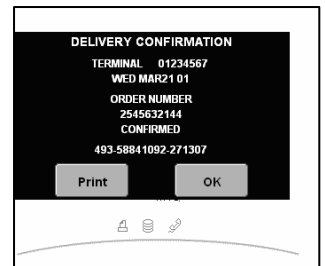 DELIVERY CONFIRMATION
TERMINAL 01234567
WED MAR21 01
ORDER NUMBER
2545632144
CONFIRMED
493-58841092-271307
Print OK